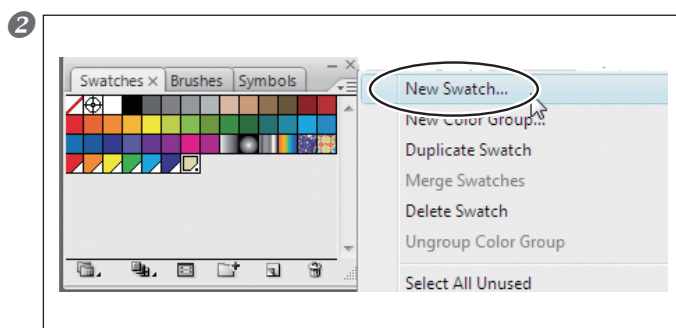 2
Swatches × Brushes Symbols
New Swatch...
New Color Group...
Duplicate Swatch
Merge Swatches
Delete Swatch
Ungroup Color Group
Select All Unused